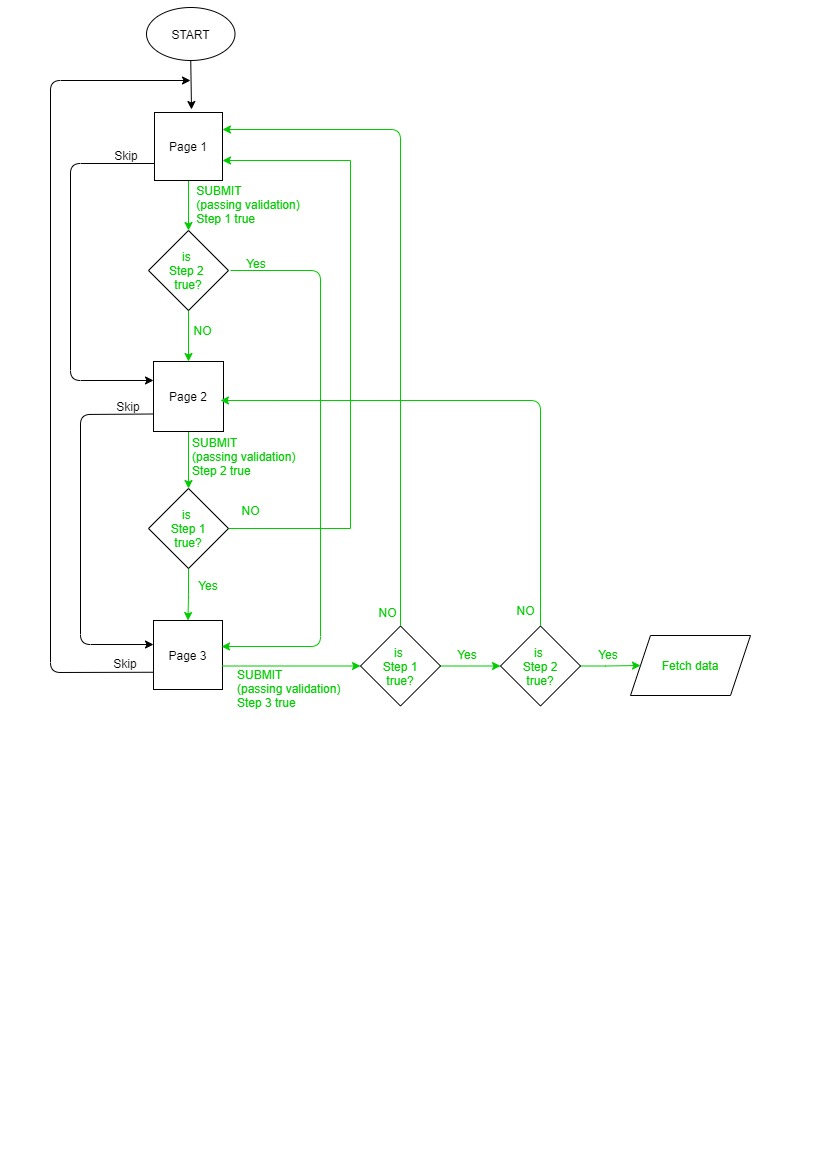 START
Page 1
Skip
SUBMIT
(passing validation)
Step 1 true
is
Step 2
true?
Yes
NO
Page 2
Skip
SUBMIT
(passing validation)
Step 2 true
is
Step 1
true?
NO
Yes
Page 3
Skip
SUBMIT
(passing validation)
Step 3 true
NO
is
Step 1
true?
Yes
NO
is
Step 2
true?
Yes
Fetch data